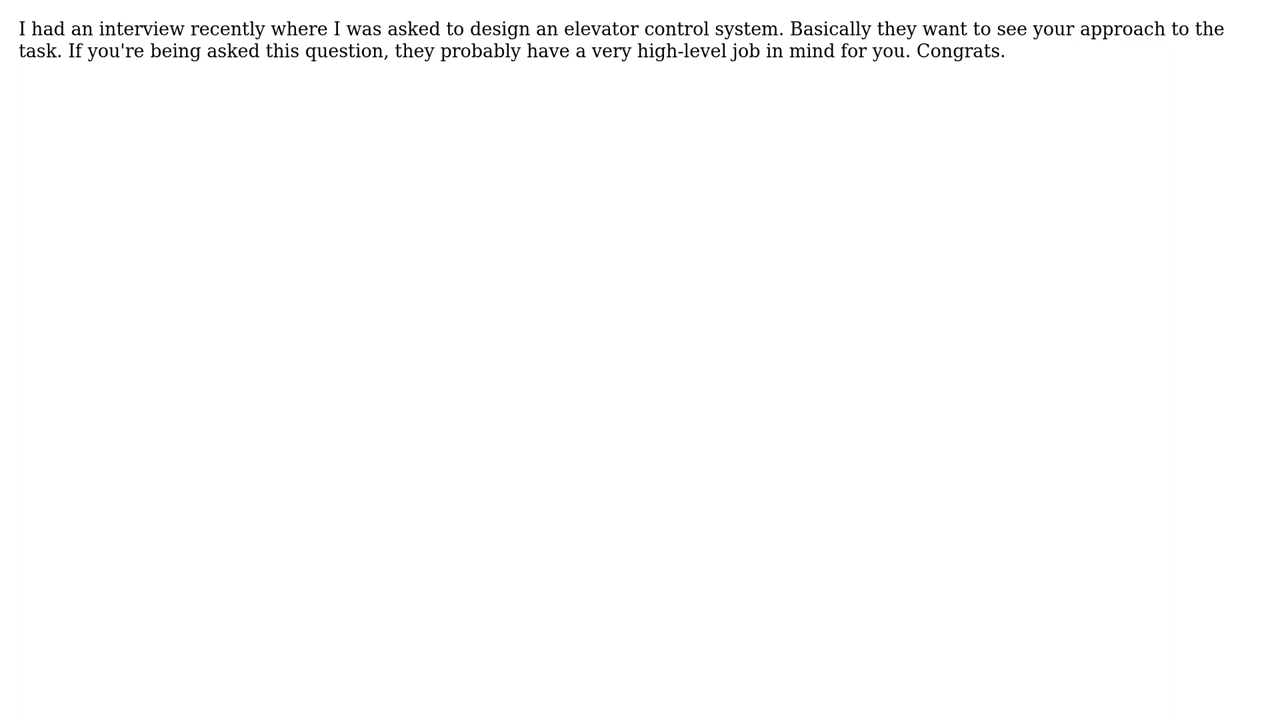 I had an interview recently where I was asked to design an elevator control system. Basically they want to see your approach to the
task. If you're being asked this question, they probably have a very high-level job in mind for you. Congrats.